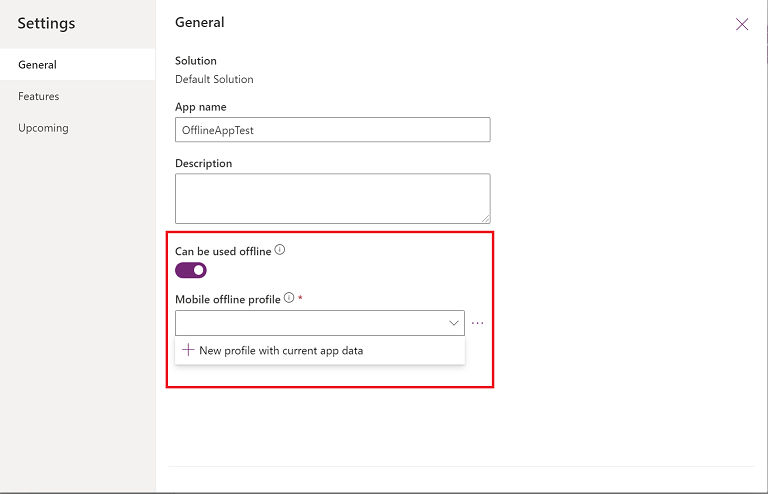 Settings
General
Features
Upcoming
General
Solution
Default Solution
App name
OfflineAppTest
Description
Can be used offline
Mobile offline profile *
New profile with current app data